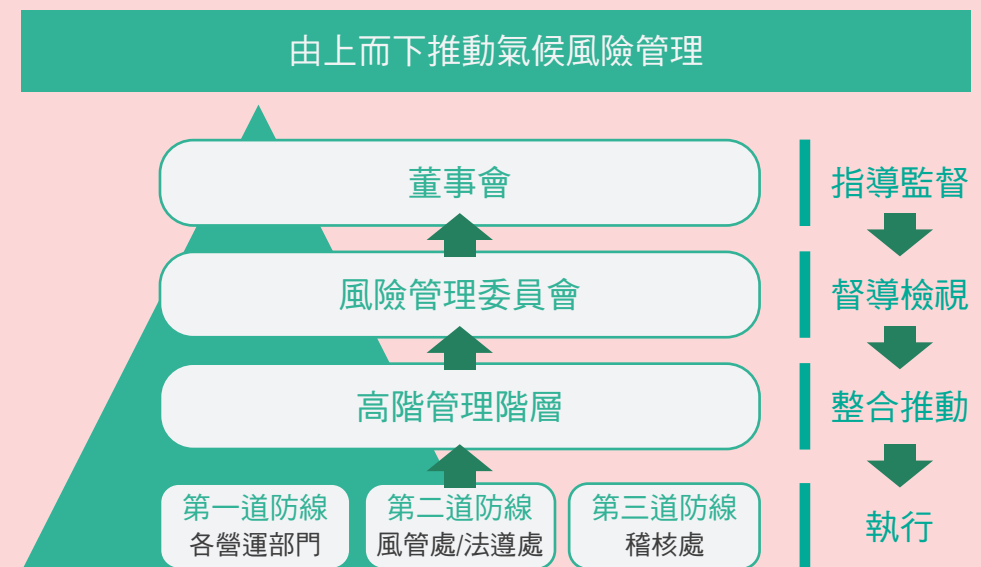 由上而下推動氣候風險管理
董事會
指導監督
風險管理委員會
督導檢視
高階管理階層
整合推動
第一道防線
各營運部門
第二道防線
風管處/法遵處
第三道防線
稽核處
執行